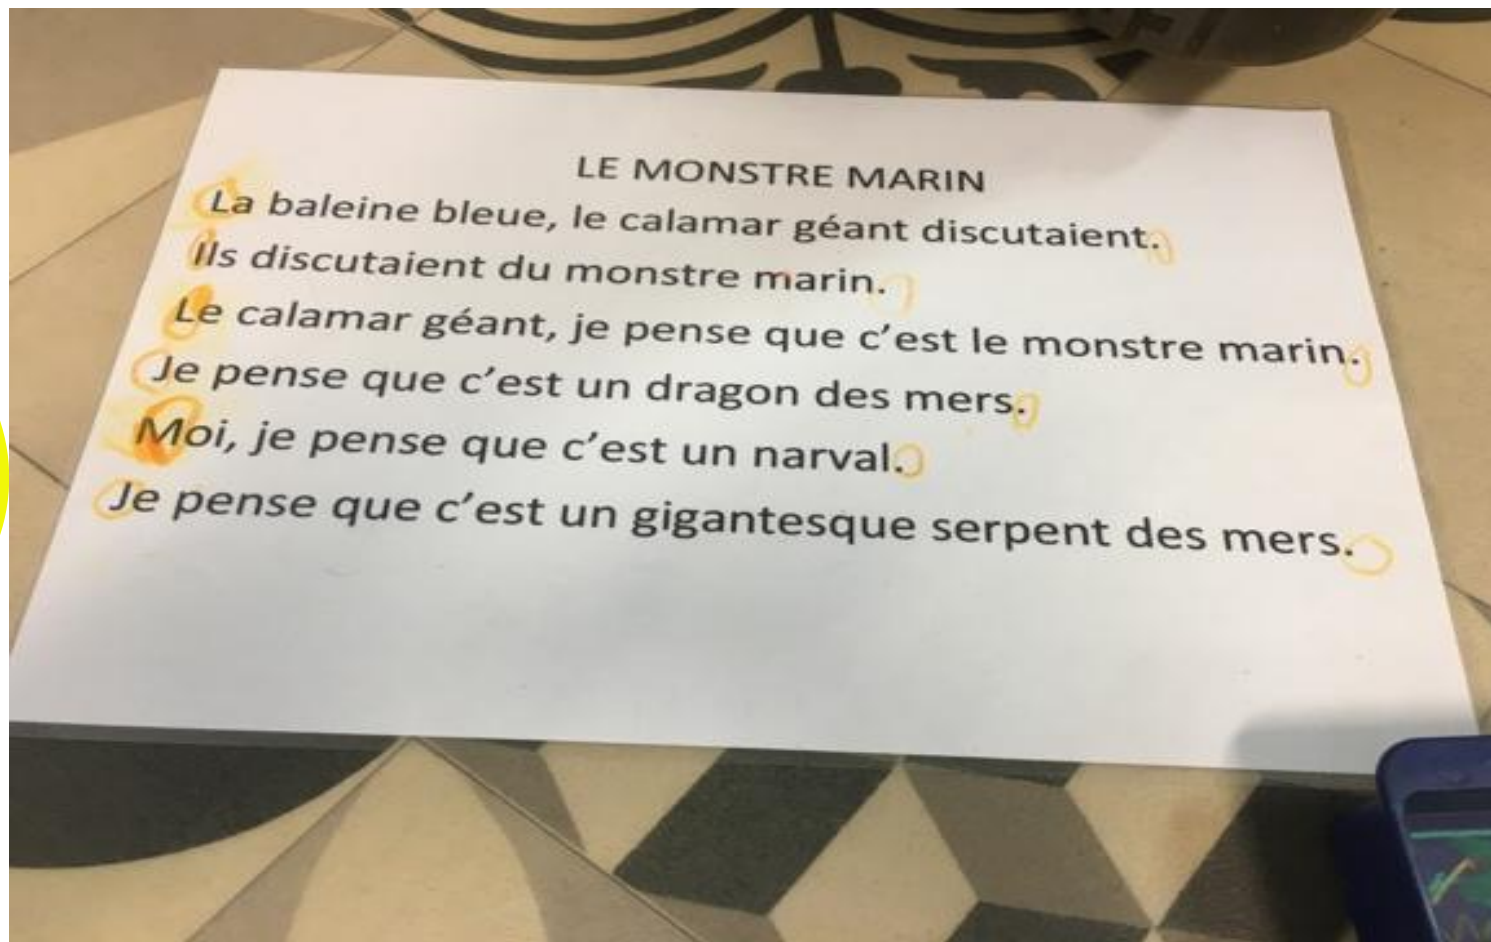 LE MONSTRE MARIN
La baleine bleue, le calamar géant discutaient.
Ils discutaient du monstre marin.
Le calamar géant, je pense que c’est le monstre marin.
Je pense que c’est un dragon des mers.
Moi, je pense que c’est un narval.
Je pense que c’est un gigantesque serpent des mers.